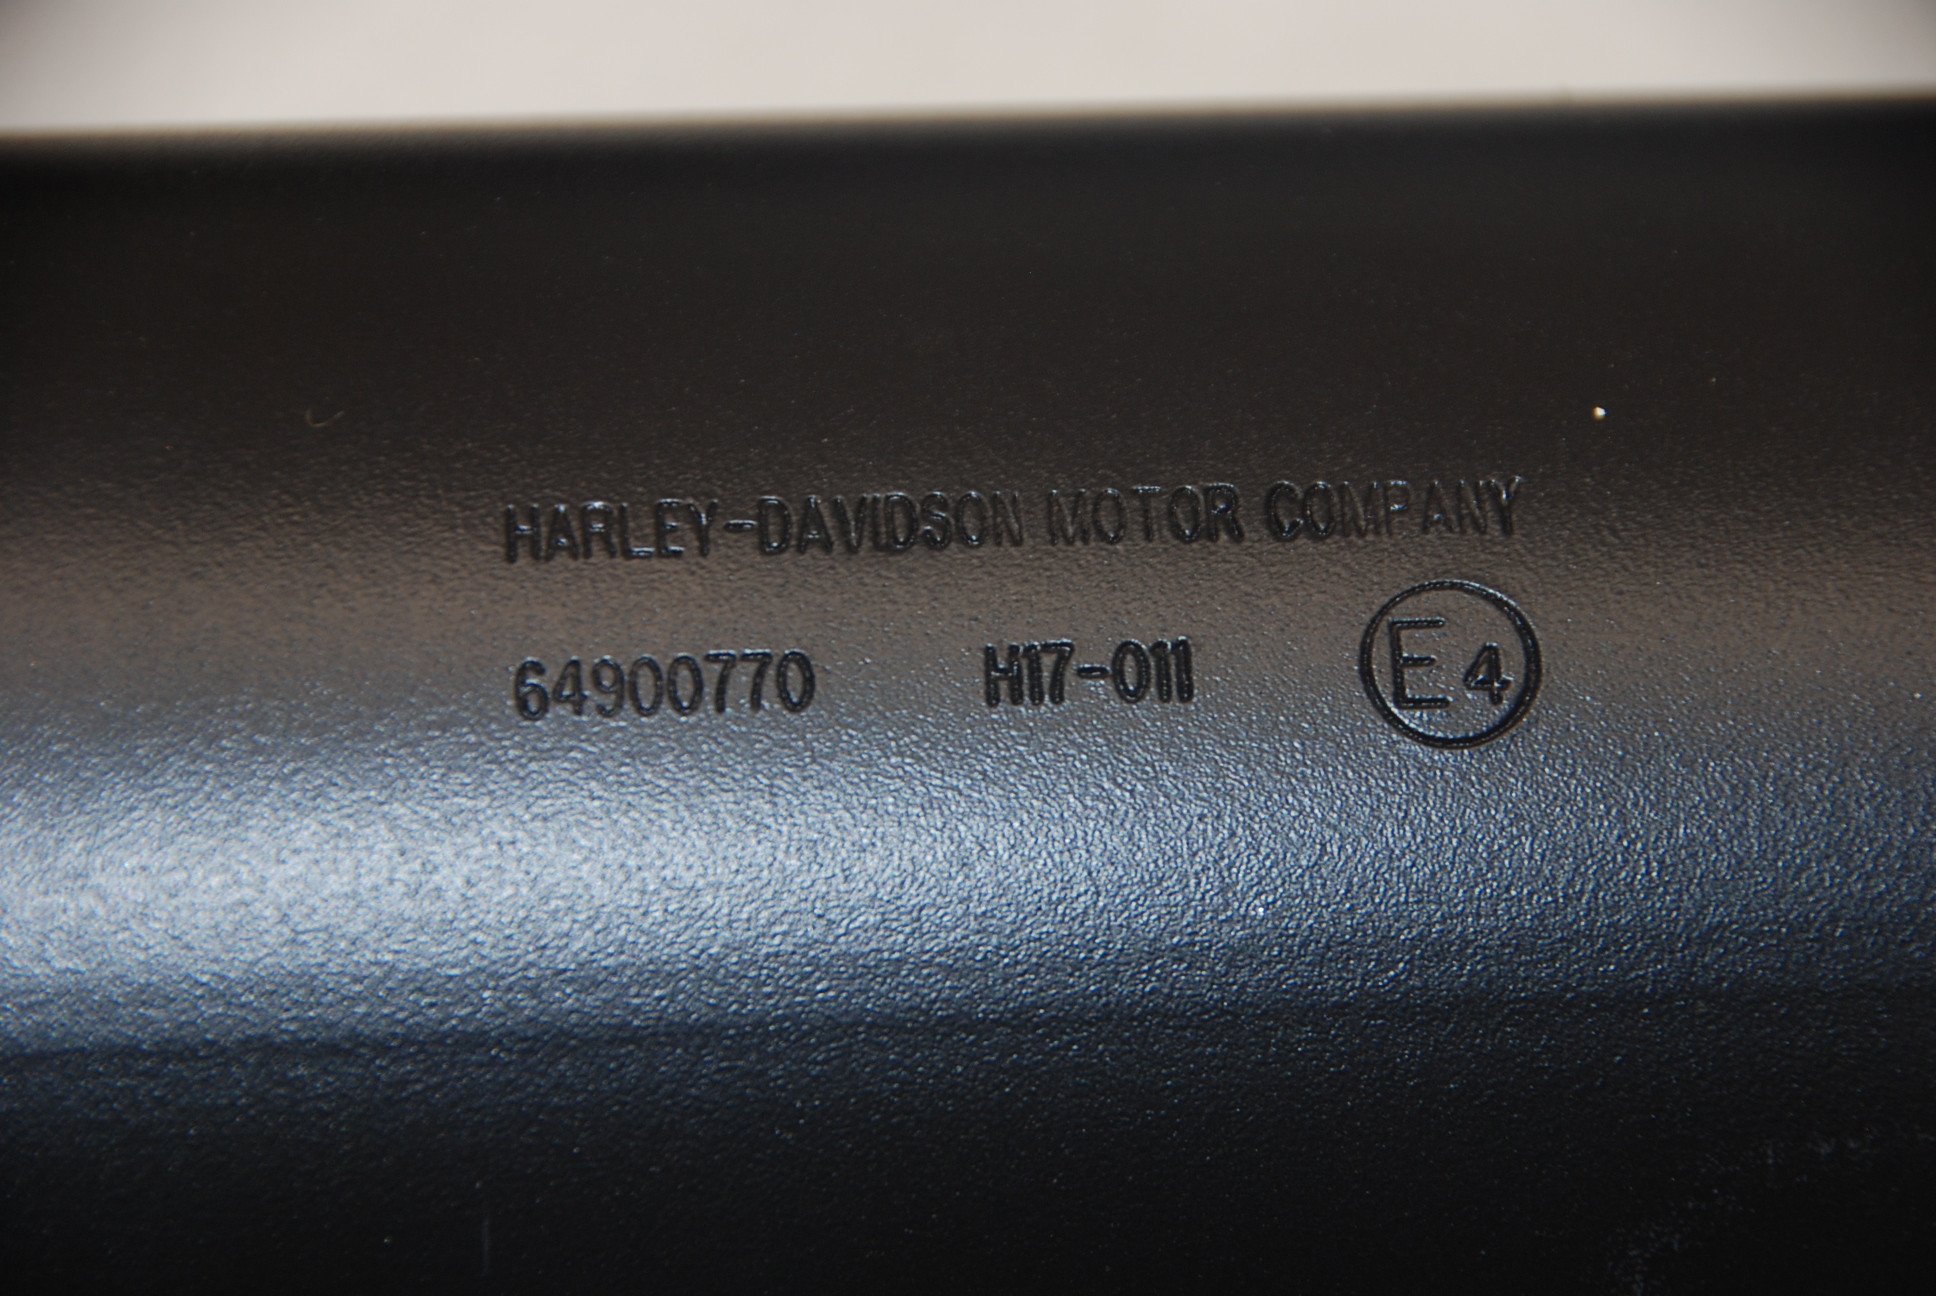 HARLEY-DAVIDSON MOTOR COMPANY
64900770 H17-011 E4